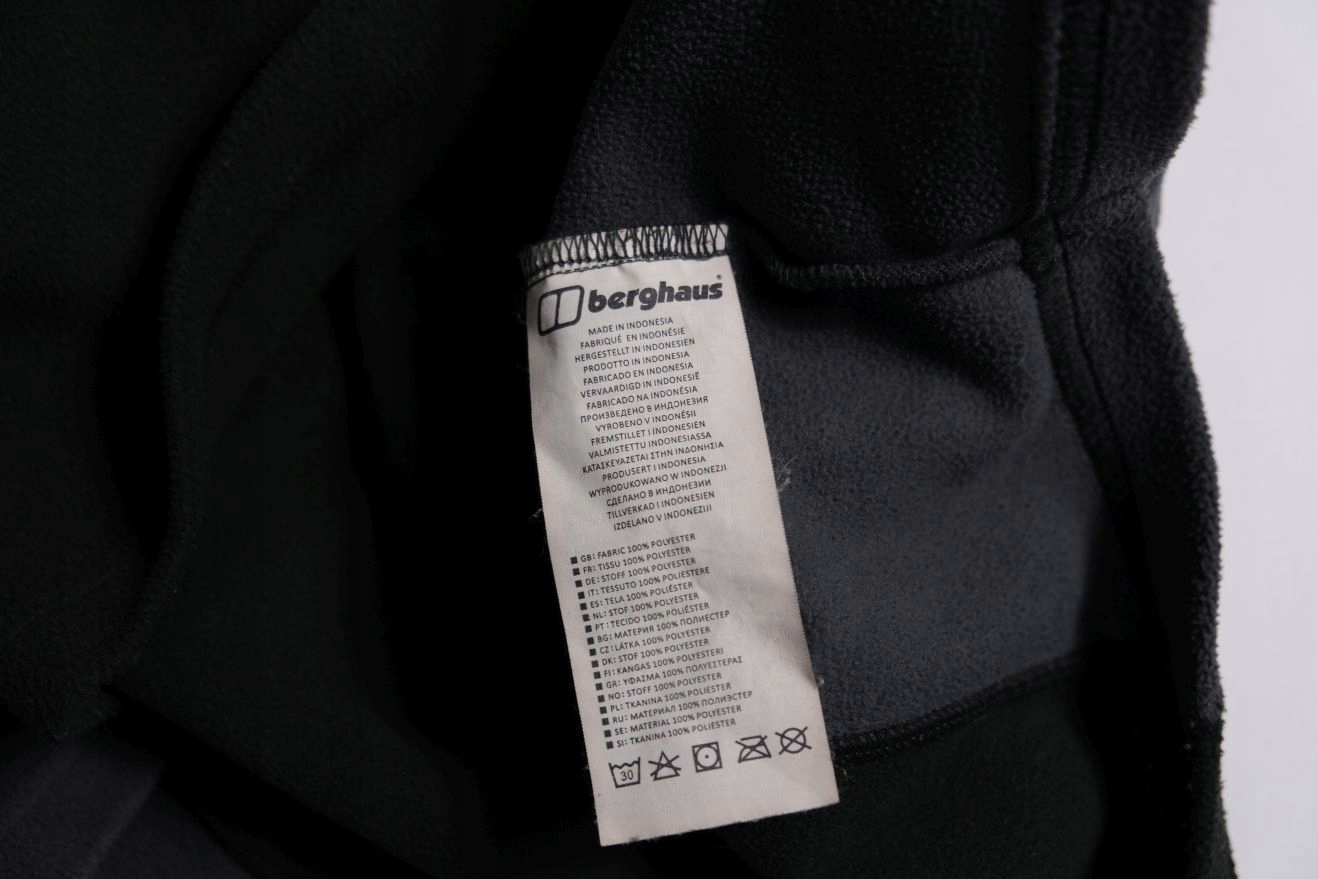 berghaus®
MADE IN INDONESIA
FABRIQUÉ EN INDONÉSIE
HERGESTELLT IN INDONESIEN
PRODOTTO IN INDONESIA
FABRICADO EN INDONESIA
VERVAARDIGD IN INDONESIË
FABRICADO NA INDONÉSIA
ПРОИЗВЕДЕНО В ИНДОНЕЗИЯ
VYROBENO V INDONÉSII
FREMSTILLET I INDONESIEN
VALMISTETTU INDONESIASSA
ΚΑΤΑΣΚΕΥΑΖΕΤΑΙ ΣΤΗΝ ΙΝΔΟΝΗΣΙΑ
PRODUSERT I INDONESIA
WYPRODUKOWANO W INDONEZJI
СДЕЛАНО В ИНДОНЕЗИИ
TILLVERKAD I INDONESIEN
IZDELANO V INDONEZIJI
GB: FABRIC 100% POLYESTER
FR: TISSU 100% POLYESTER
DE: STOFF 100% POLYESTER
IT: TESSUTO 100% POLIESTERE
ES: TELA 100% POLIÉSTER
NL: STOF 100% POLYESTER
PT: TECIDO 100% POLIÉSTER
BG: МАТЕРИЯ 100% ПОЛИЕСТЕР
CZ: LÁTKA 100% POLYESTER
DK: STOF 100% POLYESTER
FI: KANGAS 100% POLYESTERI
GR: ΥΦΑΣΜΑ 100% ΠΟΛΥΕΣΤΕΡΑΣ
NO: STOFF 100% POLYESTER
PL: TKANINA 100% POLIESTER
RU: МАТЕРИАЛ 100% ПОЛИЭСТЕР
SE: MATERIAL 100% POLYESTER
SI: TKANINA 100% POLIESTER
30